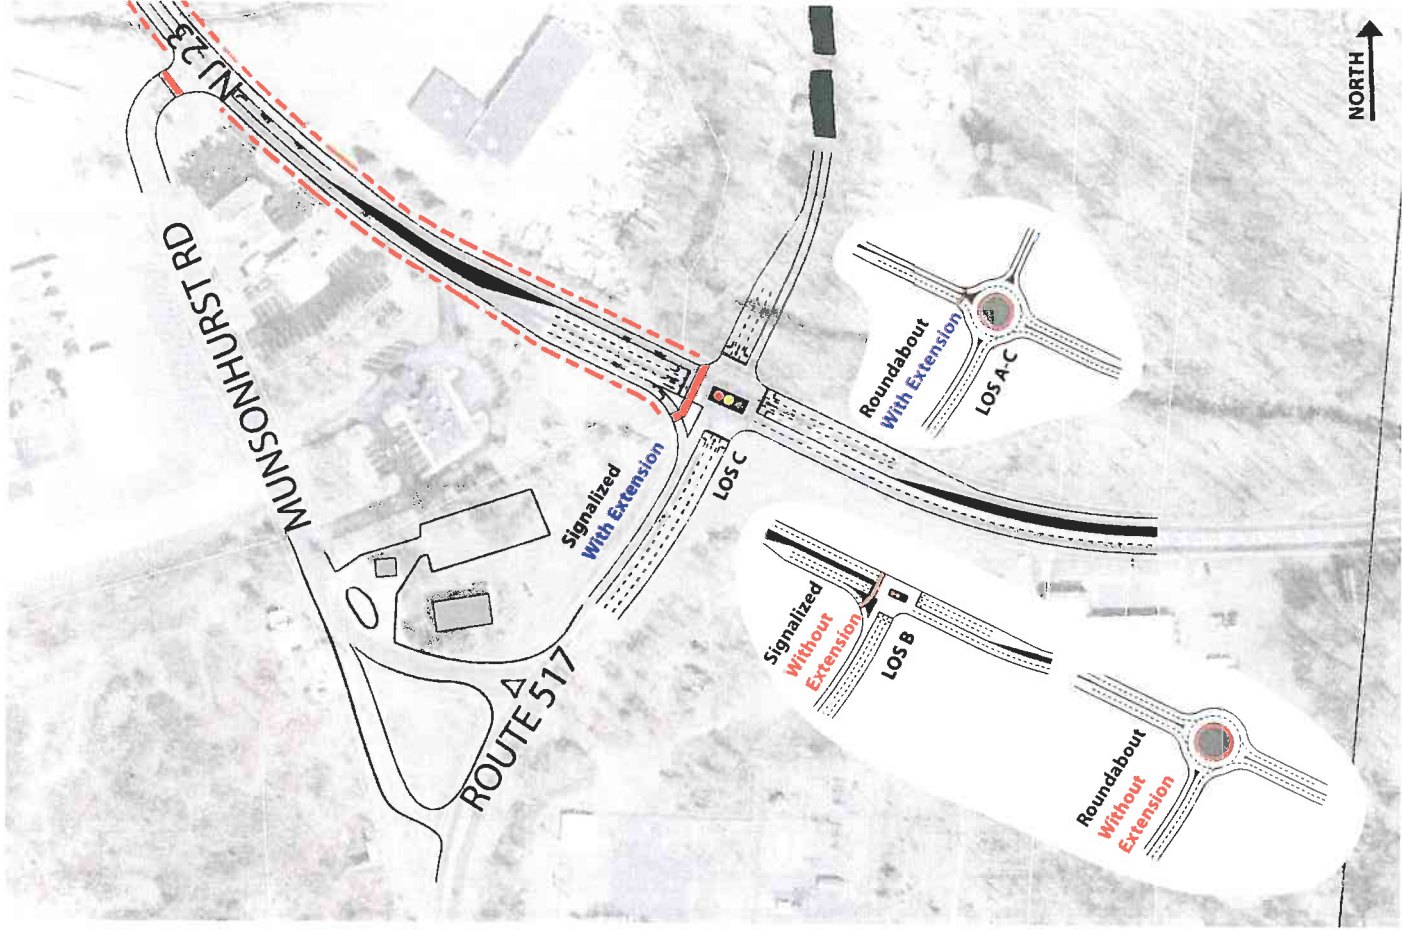 NJ-23
MUNSONHURST RD
NORTH
Signalized
With Extension
LOS C
Roundabout
With Extension
LOS A-C
ROUTE 517
Signalized
Without
Extension
LOS B
Roundabout
Without
Extension